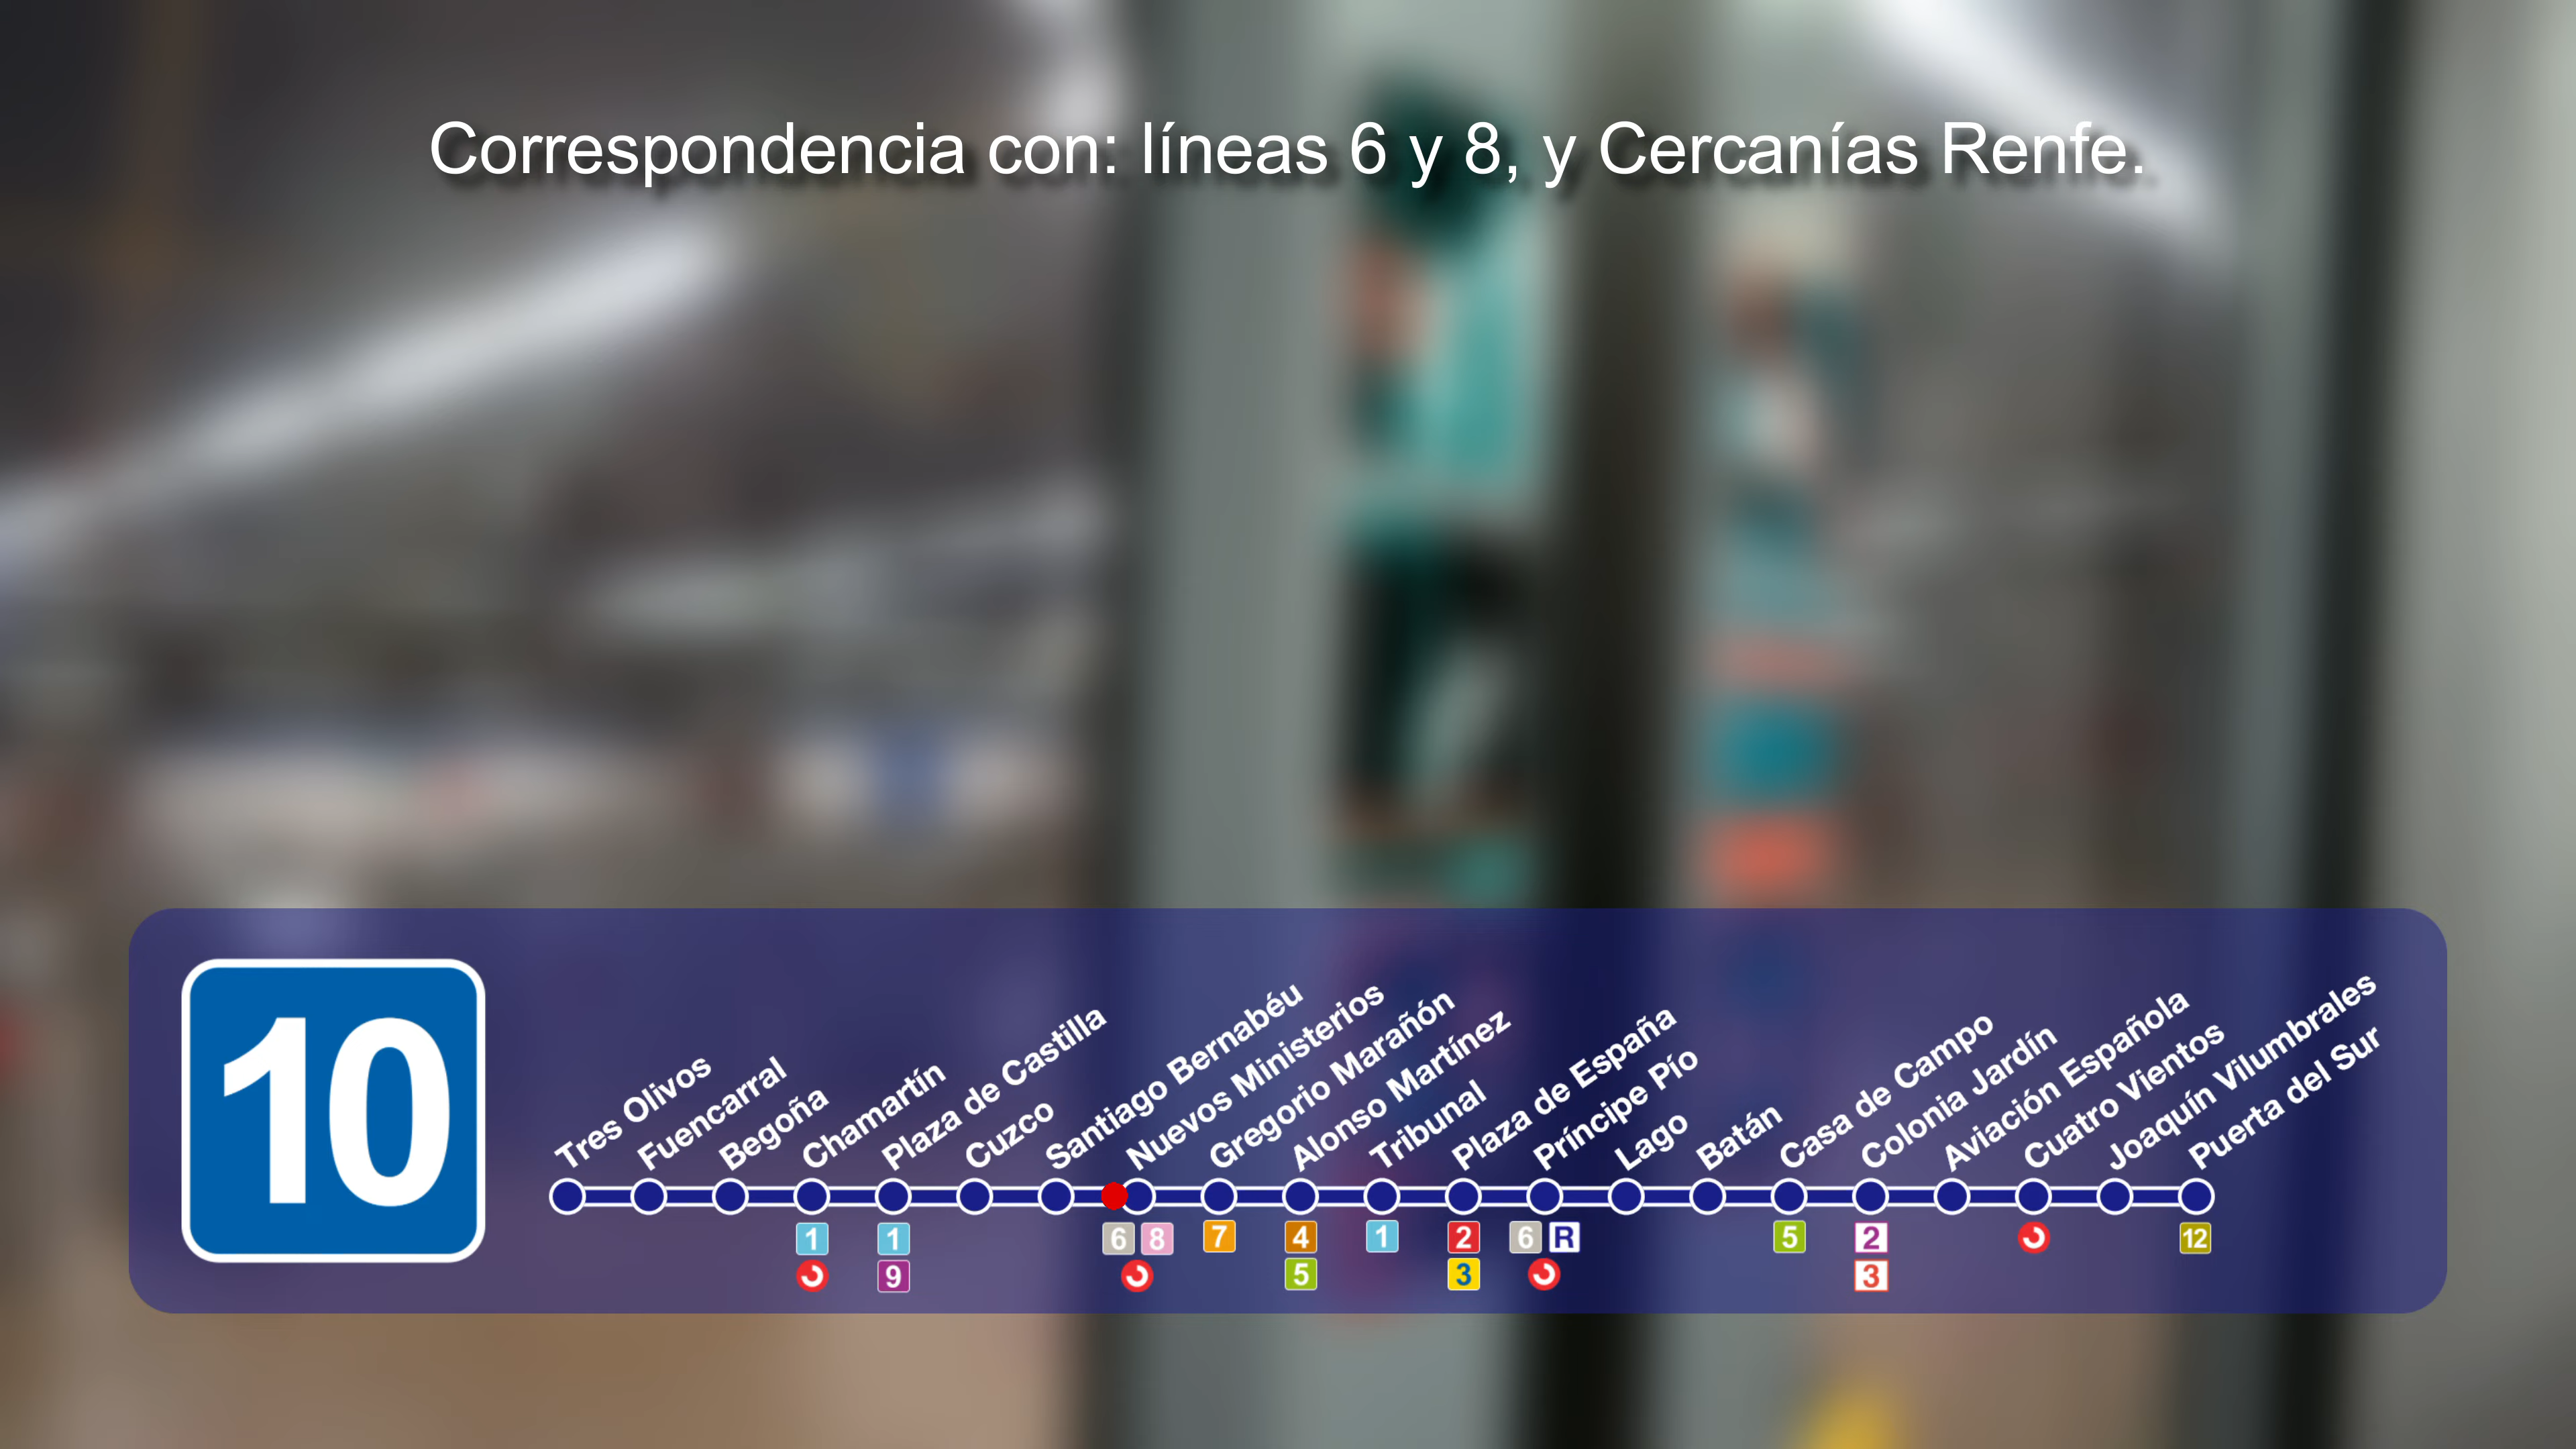 Correspondencia con: líneas 6 y 8, y Cercanías Renfe.
10
Tres Olivos
Fuencarral
Begoña
Chamartín
Plaza de Castilla
Cuzco
Santiago Bernabéu
Nuevos Ministerios
Gregorio Marañón
Alonso Martínez
Tribunal
Plaza de España
Príncipe Pío
Lago
Batán
Casa de Campo
Colonia Jardín
Aviación Española
Cuatro Vientos
Joaquín Vilumbrales
Puerta del Sur
1 1 6 8 7 4 1 2 6 R 5 2 12
9 5 3 3